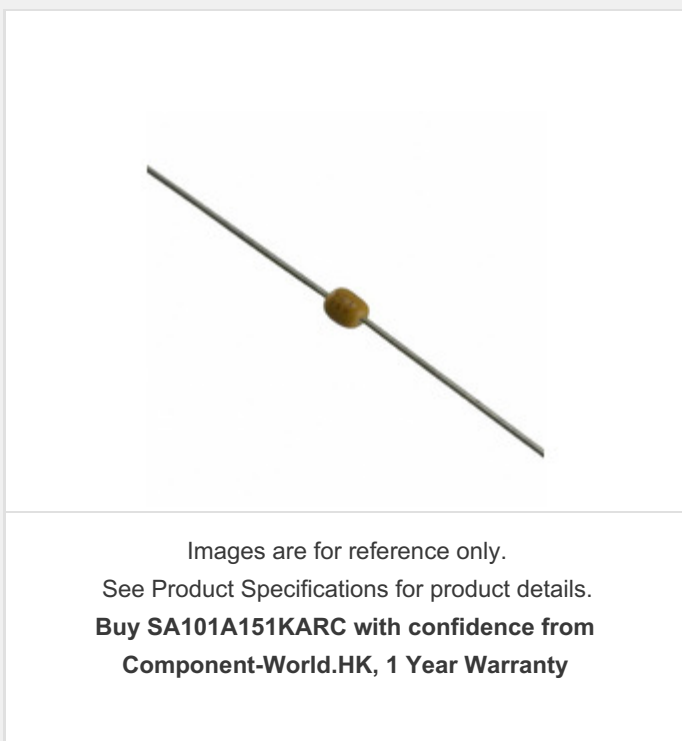 Images are for reference only.
See Product Specifications for product details.
Buy SA101A151KARC with confidence from
Component-World.HK, 1 Year Warranty